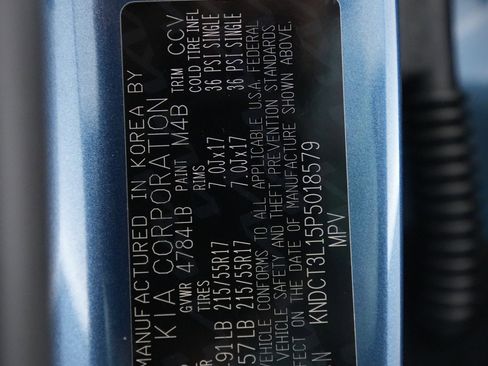 MANUFACTURED IN KOREA BY
KIA CORPORATION
GVWR 4784LB PAINT M4B TRIM CCV
TIRES RIMS COLD TIRE INFL
91LB 215/55R17 7.0Jx17 36 PSI SINGLE
57LB 215/55R17 7.0Jx17 36 PSI SINGLE
VEHICLE CONFORMS TO ALL APPLICABLE U.S.A. FEDERAL
VEHICLE SAFETY AND THEFT PREVENTION STANDARDS
ON DATE OF MANUFACTURE SHOWN ABOVE.
KNDCT3L15P5018579
MPV